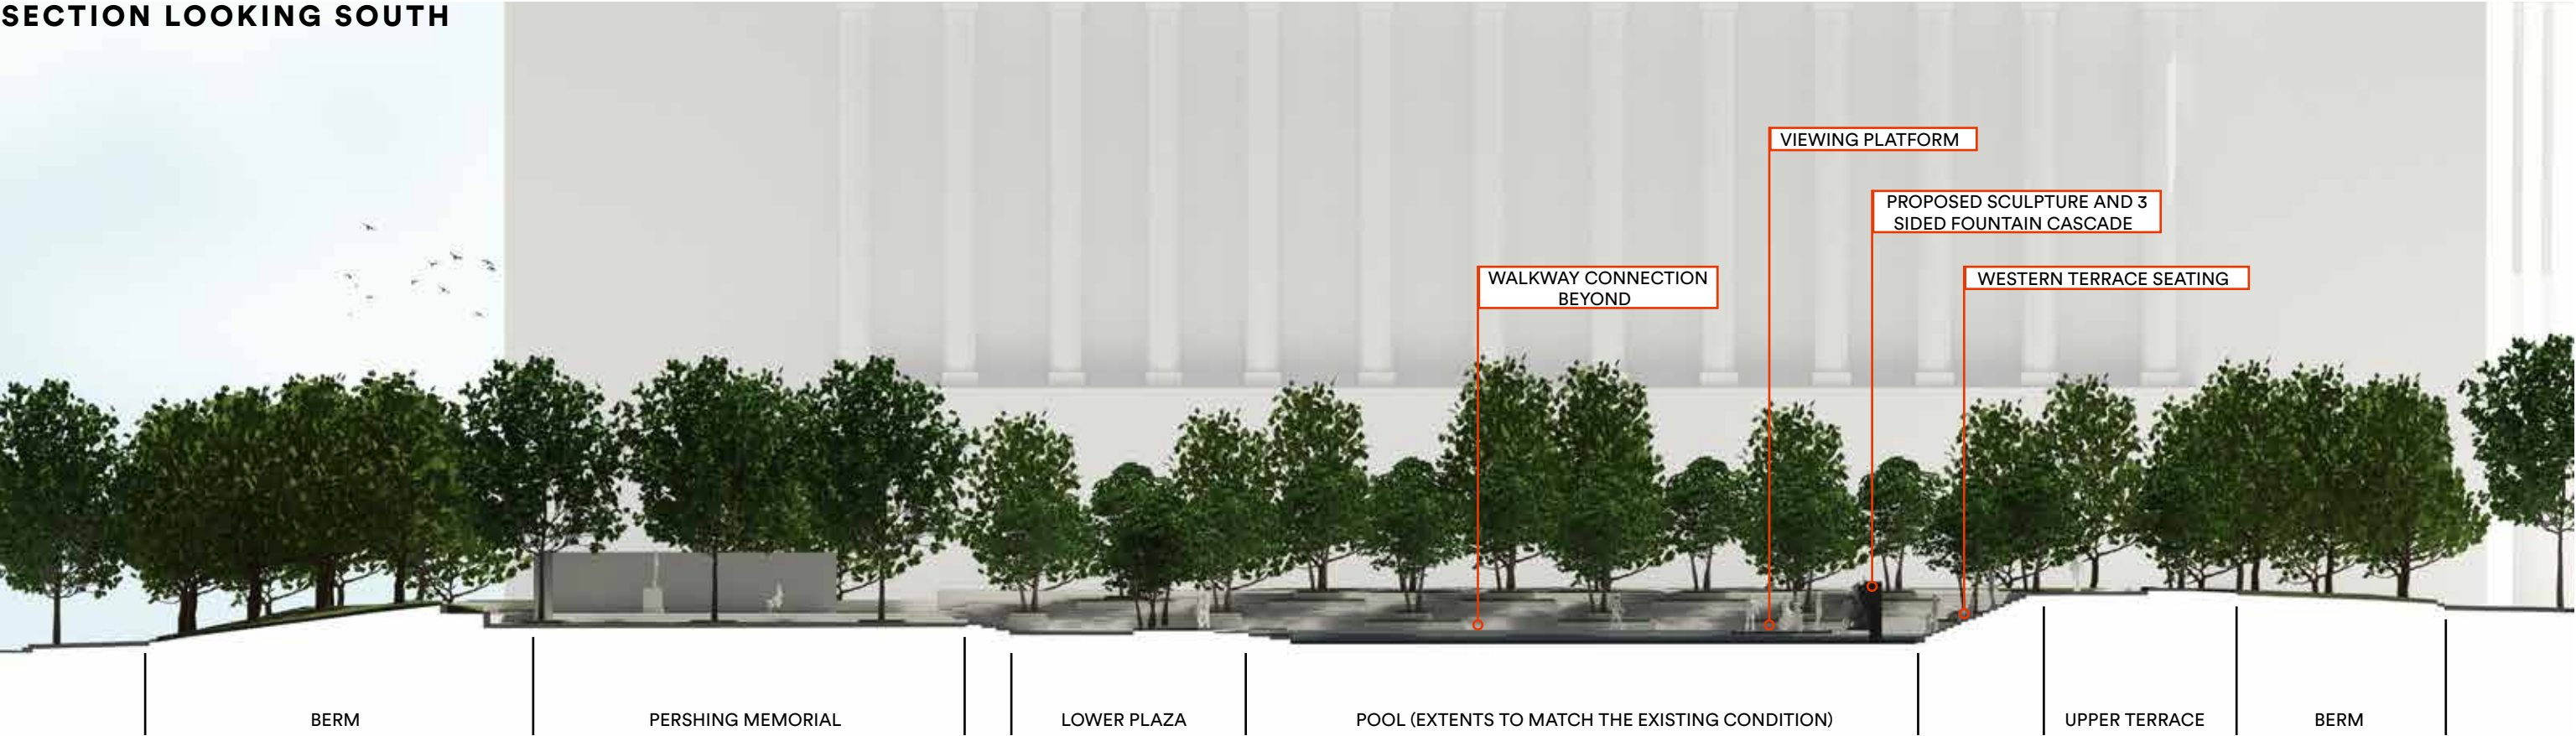 SECTION LOOKING SOUTH
VIEWING PLATFORM
PROPOSED SCULPTURE AND 3
SIDED FOUNTAIN CASCADE
WALKWAY CONNECTION
BEYOND
WESTERN TERRACE SEATING
BERM
PERSHING MEMORIAL
LOWER PLAZA
POOL (EXTENTS TO MATCH THE EXISTING CONDITION)
UPPER TERRACE
BERM